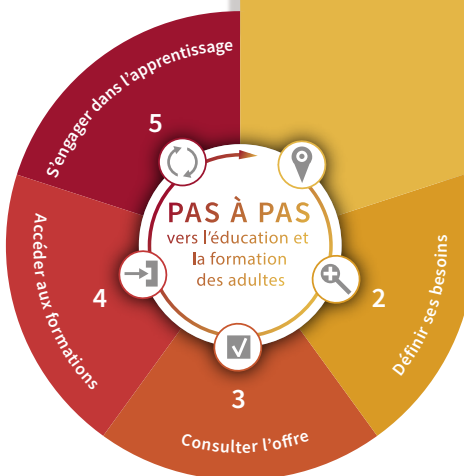 PAS À PAS
vers l'éducation et
la formation
des adultes
2
Définir ses besoins
3
Consulter l'offre
4
Accéder aux formations
5
S'engager dans l'apprentissage